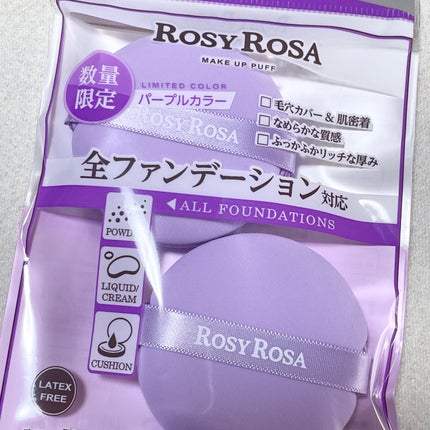 ROSY ROSA
MAKE UP PUFF
数量
限定
LIMITED COLOR
パープルカラー
□毛穴カバー&肌密着
□なめらかな質感
□ふっかふかリッチな厚み
ROSY ROSA
全ファンデーション対応
◀ALL FOUNDATIONS
POWDER
LIQUID/
CREAM
CUSHION
ROSY ROSA
LATEX
FREE